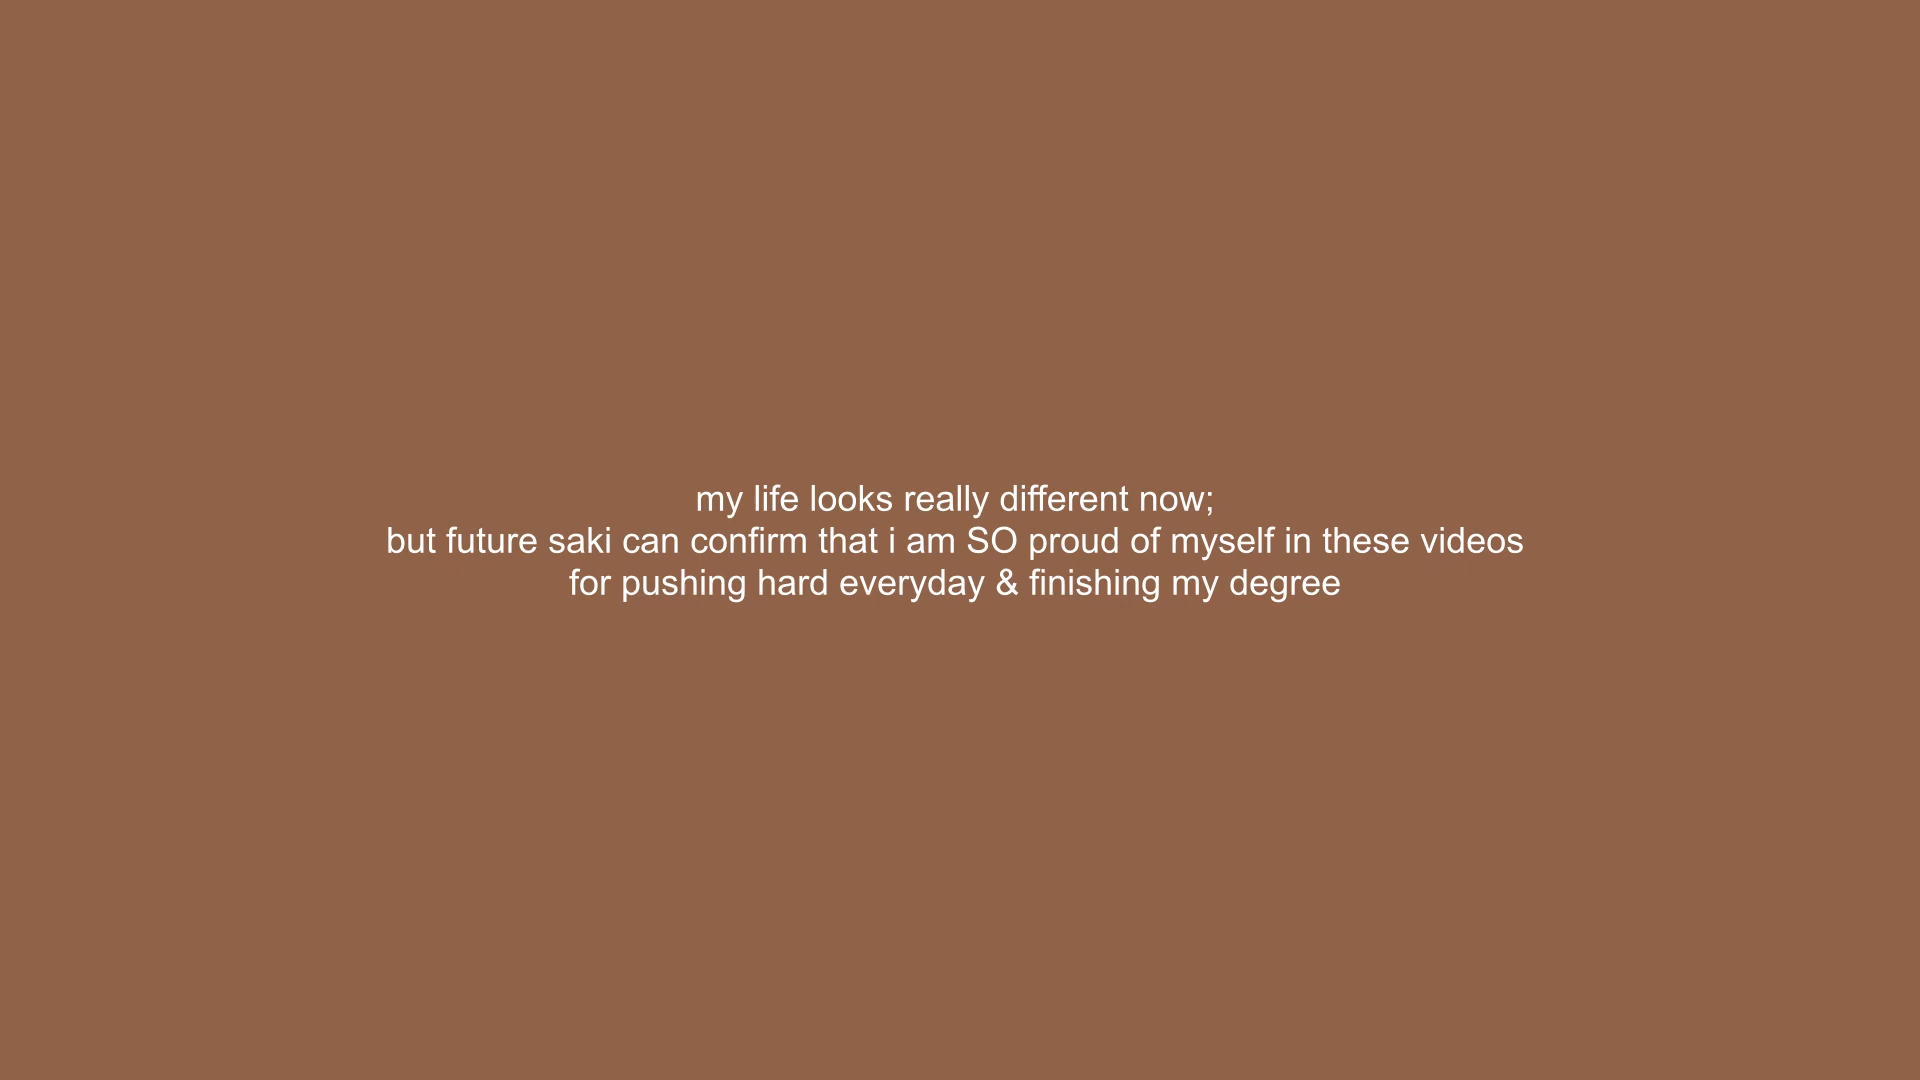 my life looks really different now;
but future saki can confirm that i am SO proud of myself in these videos
for pushing hard everyday & finishing my degree